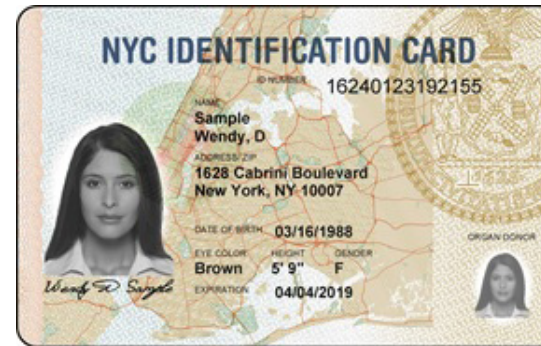 NYC IDENTIFICATION CARD
ID NUMBER
16240123192155
NAME
Sample
Wendy, D
ADDRESS/ZIP
1628 Cabrini Boulevard
New York, NY 10007
DATE OF BIRTH 03/16/1988
ORGAN DONOR
EYE COLOR HEIGHT GENDER
Brown 5' 9" F
Wendy D Sample
EXPIRATION 04/04/2019